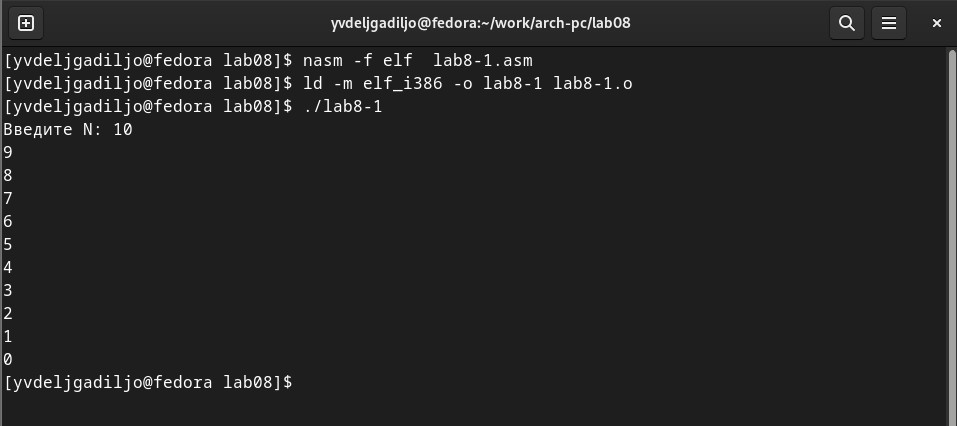 yvdeljgadiljo@fedora:~/work/arch-pc/lab08
[yvdeljgadiljo@fedora lab08]$ nasm -f elf  lab8-1.asm
[yvdeljgadiljo@fedora lab08]$ ld -m elf_i386 -o lab8-1 lab8-1.o
[yvdeljgadiljo@fedora lab08]$ ./lab8-1
Введите N: 10
9
8
7
6
5
4
3
2
1
0
[yvdeljgadiljo@fedora lab08]$